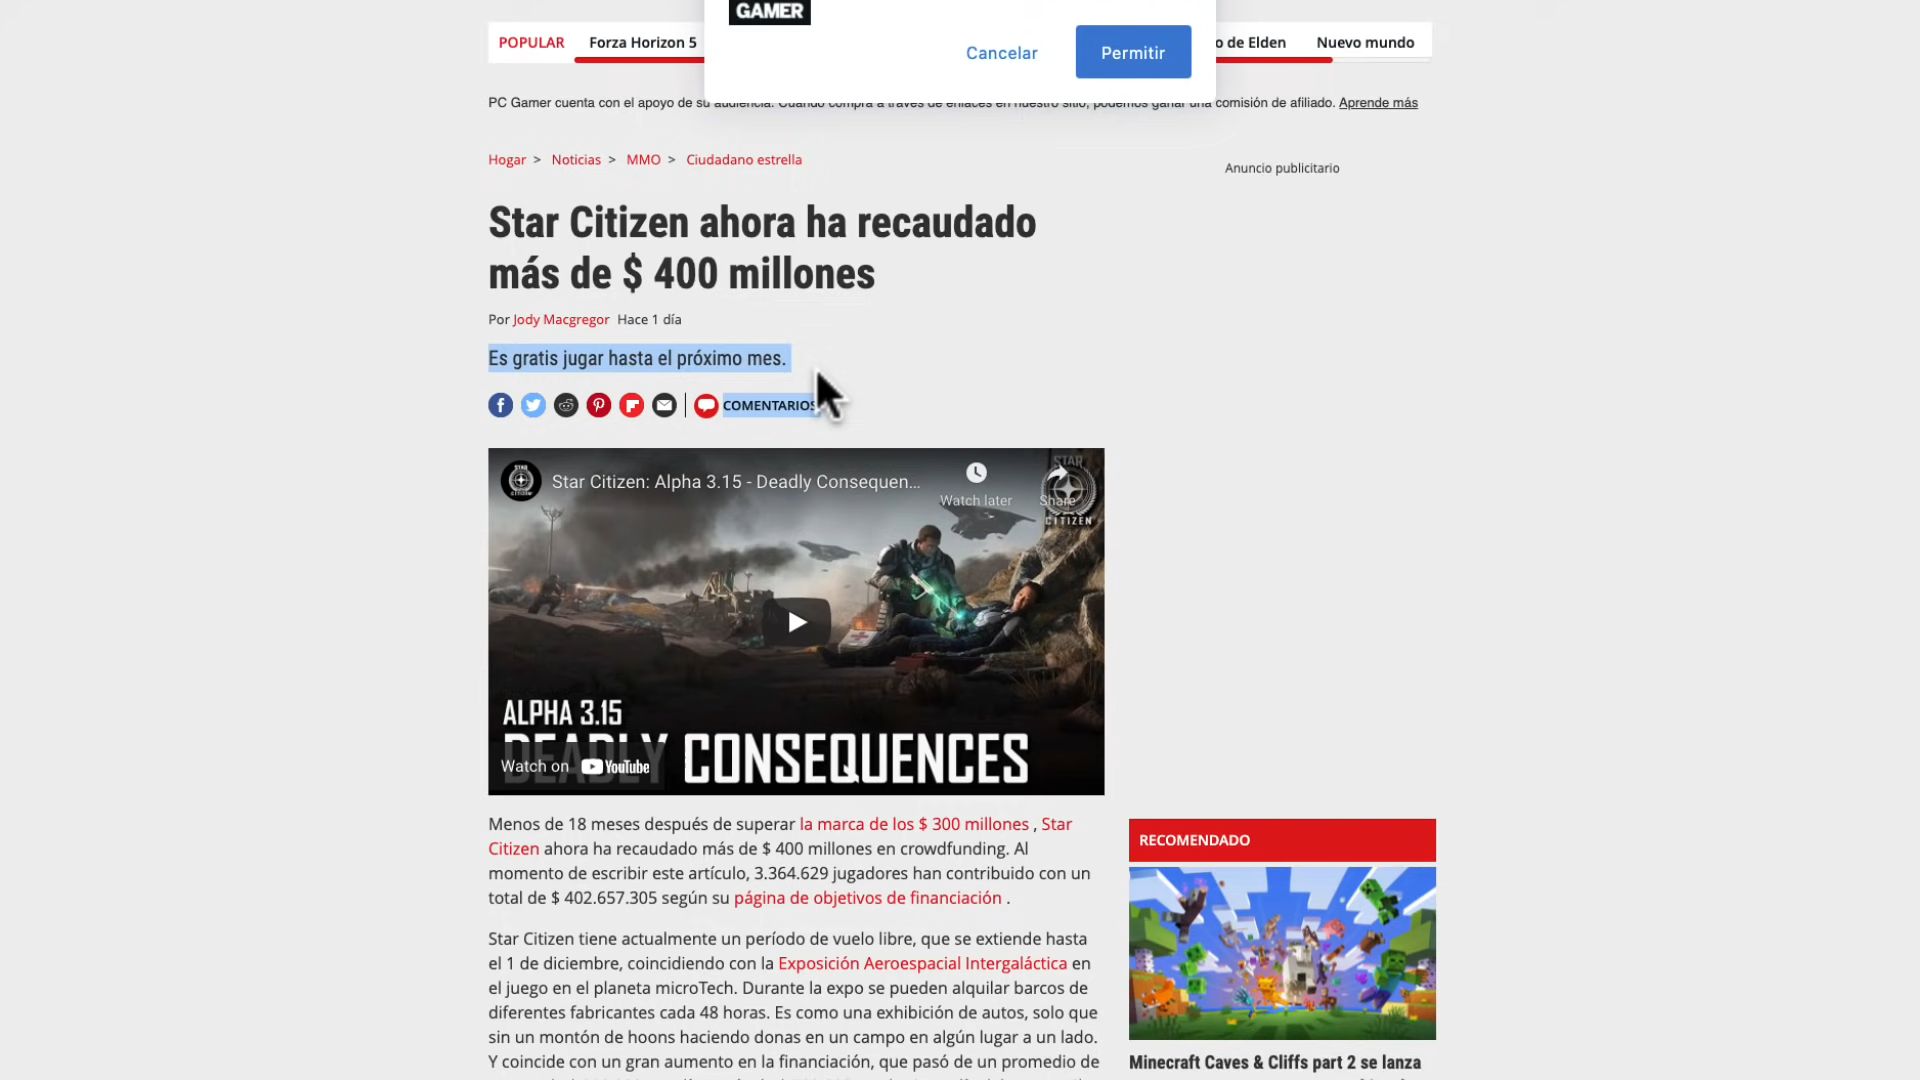 GAMER
Cancelar
Permitir
POPULAR
Forza Horizon 5
o de Elden
Nuevo mundo
PC Gamer cuenta con el apoyo de su audiencia. Cuando compra a través de enlaces en nuestro sitio, podemos ganar una comisión de afiliado. Aprende más
Hogar > Noticias > MMO > Ciudadano estrella
Anuncio publicitario
Star Citizen ahora ha recaudado
más de $ 400 millones
Por Jody Macgregor Hace 1 día
Es gratis jugar hasta el próximo mes.
COMENTARIOS
Star Citizen: Alpha 3.15 - Deadly Consequen...
Watch later
Share
STAR
CITIZEN
ALPHA 3.15
DEADLY CONSEQUENCES
Watch on YouTube
Menos de 18 meses después de superar la marca de los $ 300 millones , Star
Citizen ahora ha recaudado más de $ 400 millones en crowdfunding. Al
momento de escribir este artículo, 3.364.629 jugadores han contribuido con un
total de $ 402.657.305 según su página de objetivos de financiación .
Star Citizen tiene actualmente un período de vuelo libre, que se extiende hasta
el 1 de diciembre, coincidiendo con la Exposición Aeroespacial Intergaláctica en
el juego en el planeta microTech. Durante la expo se pueden alquilar barcos de
diferentes fabricantes cada 48 horas. Es como una exhibición de autos, solo que
sin un montón de hoons haciendo donas en un campo en algún lugar a un lado.
Y coincide con un gran aumento en la financiación, que pasó de un promedio de
RECOMENDADO
Minecraft Caves & Cliffs part 2 se lanza